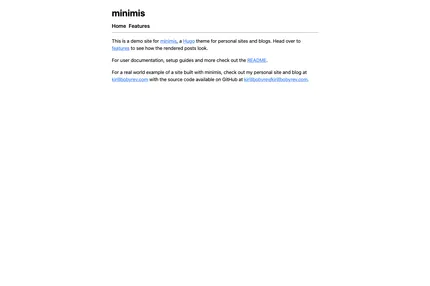 minimis
Home Features
This is a demo site for minimis, a Hugo theme for personal sites and blogs. Head over to
features to see how the rendered posts look.
For user documentation, setup guides and more check out the README.
For a real world example of a site built with minimis, check out my personal site and blog at
kirillbobyrev.com with the source code available on GitHub at kirillbobyrev/kirillbobyrev.com.